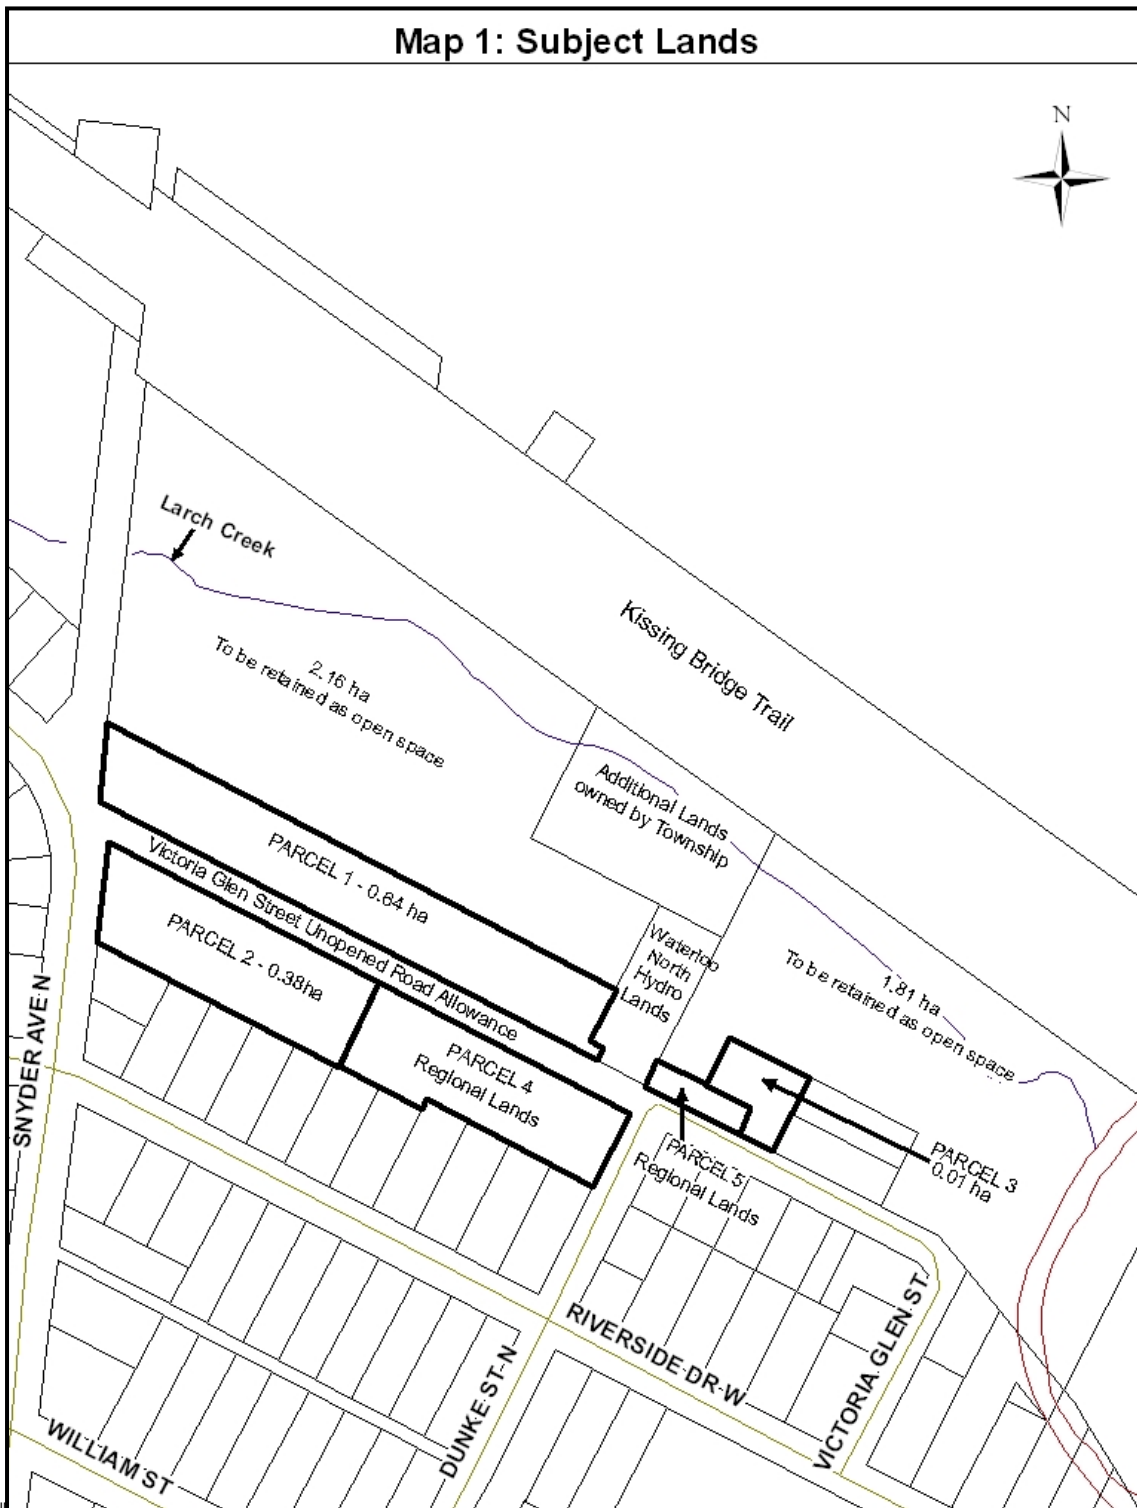 Map 1: Subject Lands
N
Larch Creek
Kissing Bridge Trail
2.16 ha
To be retained as open space
Additional Lands
owned by Township
PARCEL 1 - 0.64 ha
Victoria Glen Street Unopened Road Allowance
PARCEL 2 - 0.38ha
Waterloo
North
Hydro
Lands
1.81 ha
To be retained as open space
PARCEL 4
Regional Lands
PARCEL 3
0.01 ha
PARCEL 5
Regional Lands
SNYDER AVE N
RIVERSIDE DR W
VICTORIA GLEN ST
DUNKE ST N
WILLIAM ST